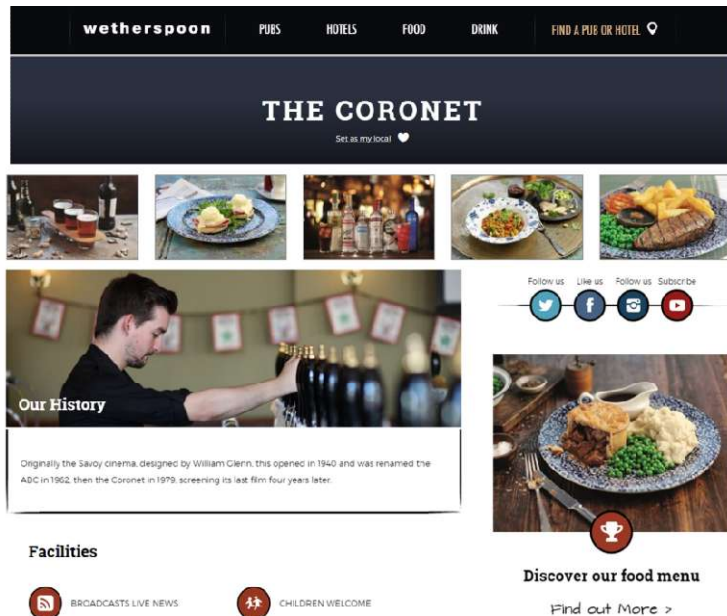 wetherspoon PUBS HOTELS FOOD DRINK FIND A PUB OR HOTEL
THE CORONET
Set as my local
Follow us Like us Follow us Subscribe
Our History
Originally the Savoy cinema, designed by William Glenn, this opened in 1940 and was renamed the
ABC in 1962, then the Coronet in 1979, screening its last film four years later.
Facilities
BROADCASTS LIVE NEWS CHILDREN WELCOME
Discover our food menu
Find out More >